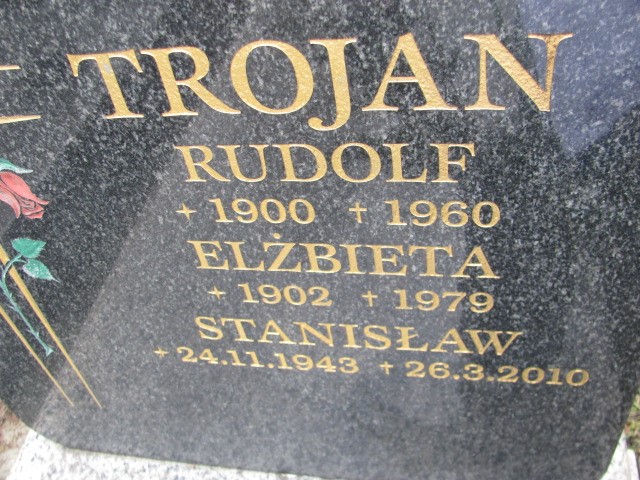 TROJAN
RUDOLF
+ 1900 † 1960
ELŻBIETA
+ 1902 † 1979
STANISŁAW
+ 24.11.1943 † 26.3.2010